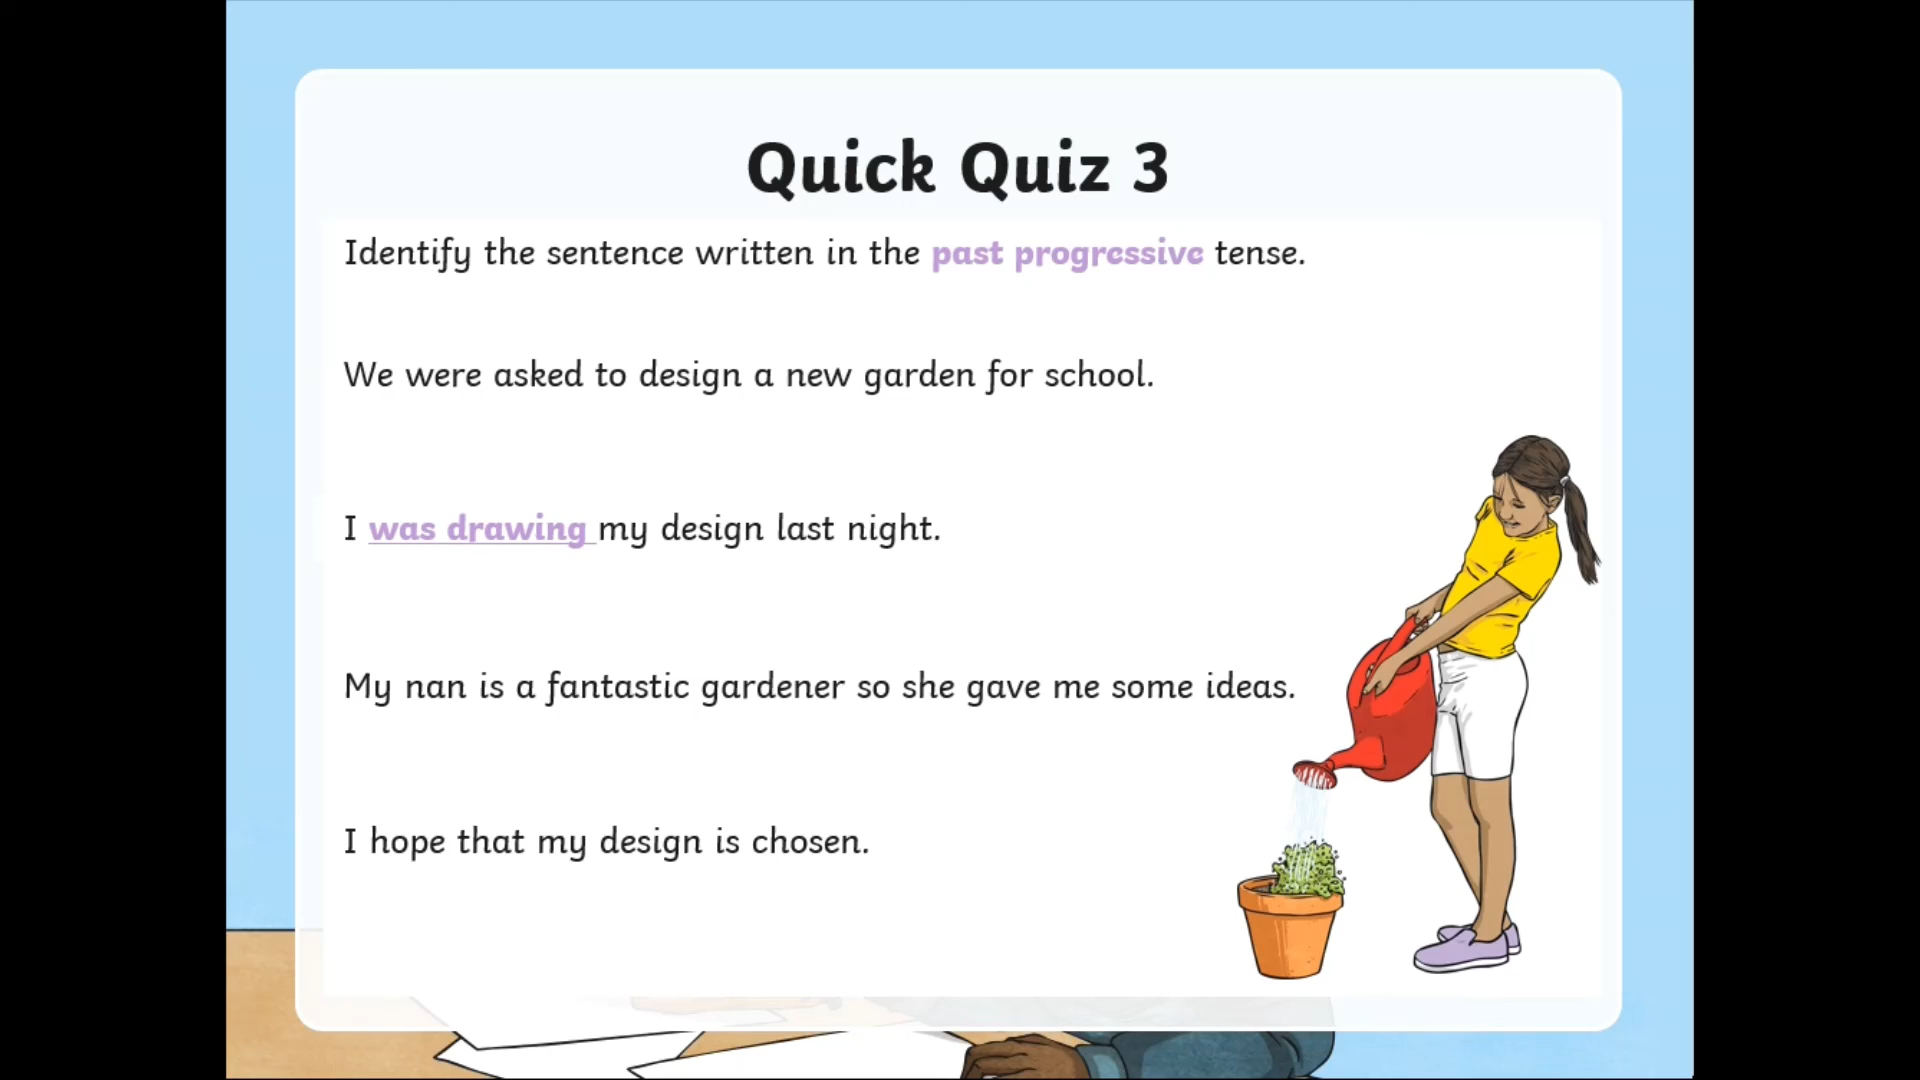 Quick Quiz 3
Identify the sentence written in the past progressive tense.
We were asked to design a new garden for school.
I was drawing my design last night.
My nan is a fantastic gardener so she gave me some ideas.
I hope that my design is chosen.